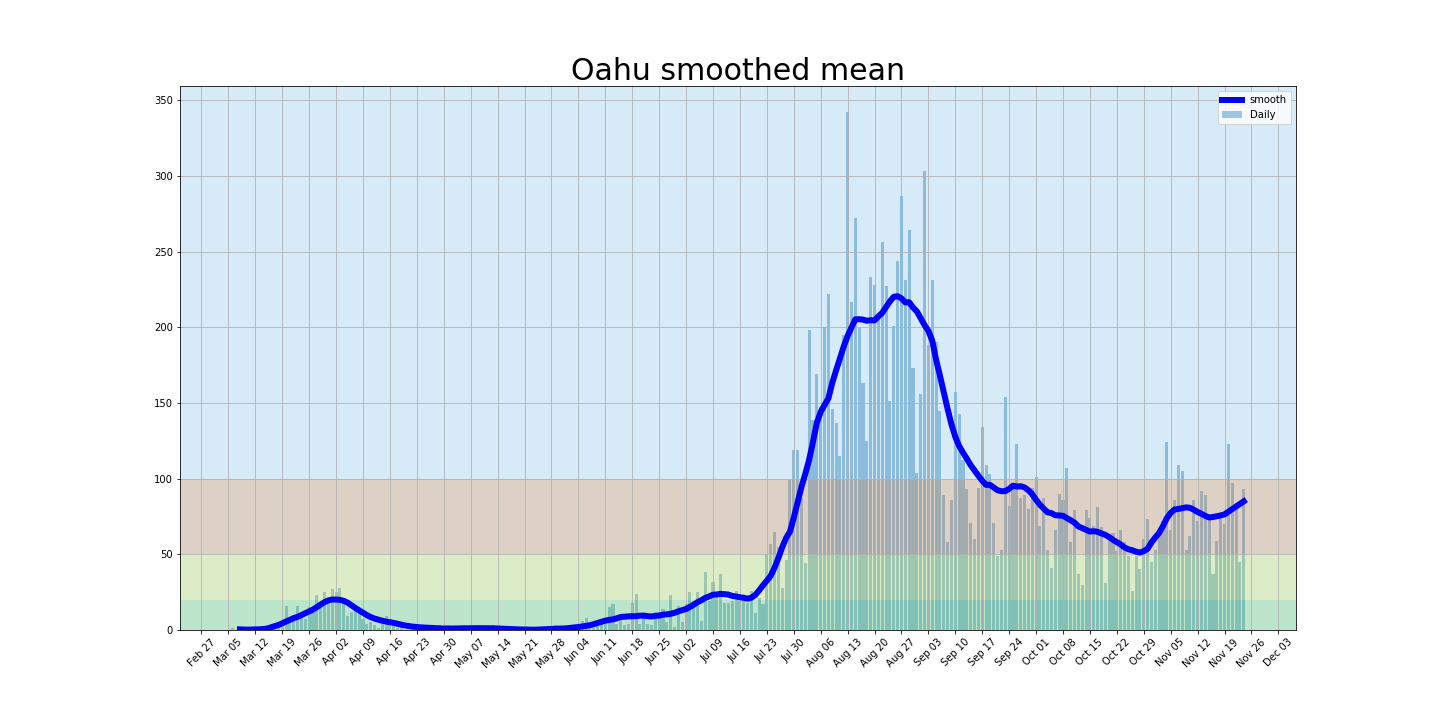 Oahu smoothed mean
smooth
Daily
350
300
250
200
150
100
50
0
Feb 27
Mar 05
Mar 12
Mar 19
Mar 26
Apr 02
Apr 09
Apr 16
Apr 23
Apr 30
May 07
May 14
May 21
May 28
Jun 04
Jun 11
Jun 18
Jun 25
Jul 02
Jul 09
Jul 16
Jul 23
Jul 30
Aug 06
Aug 13
Aug 20
Aug 27
Sep 03
Sep 10
Sep 17
Sep 24
Oct 01
Oct 08
Oct 15
Oct 22
Oct 29
Nov 05
Nov 12
Nov 19
Nov 26
Dec 03